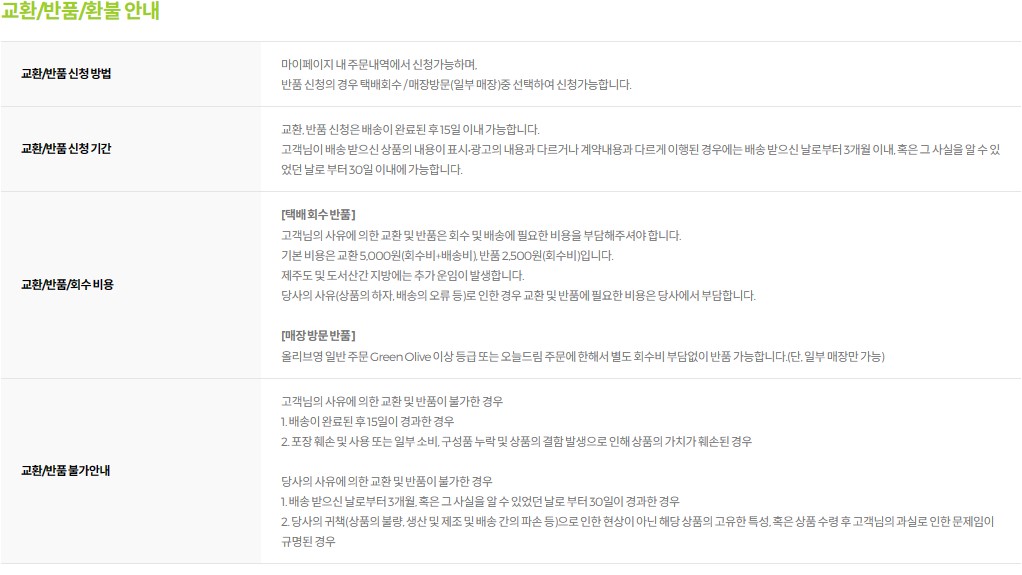 교환/반품/환불 안내
교환/반품 신청 방법
마이페이지 내 주문내역에서 신청가능하며,
반품 신청의 경우 택배회수 / 매장방문(일부 매장)중 선택하여 신청가능합니다.
교환/반품 신청 기간
교환, 반품 신청은 배송이 완료된 후 15일 이내 가능합니다.
고객님이 배송 받으신 상품의 내용이 표시·광고의 내용과 다르거나 계약내용과 다르게 이행된 경우에는 배송 받으신 날로부터 3개월 이내, 혹은 그 사실을 알 수 있
었던 날로 부터 30일 이내에 가능합니다.
교환/반품/회수 비용
[택배 회수 반품]
고객님의 사유에 의한 교환 및 반품은 회수 및 배송에 필요한 비용을 부담해주셔야 합니다.
기본 비용은 교환 5,000원(회수비+배송비), 반품 2,500원(회수비)입니다.
제주도 및 도서산간 지방에는 추가 운임이 발생합니다.
당사의 사유(상품의 하자, 배송의 오류 등)로 인한 경우 교환 및 반품에 필요한 비용은 당사에서 부담합니다.
[매장 방문 반품]
올리브영 일반 주문 Green Olive 이상 등급 또는 오늘드림 주문에 한해서 별도 회수비 부담없이 반품 가능합니다.(단, 일부 매장만 가능)
교환/반품 불가안내
고객님의 사유에 의한 교환 및 반품이 불가한 경우
1. 배송이 완료된 후 15일이 경과한 경우
2. 포장 훼손 및 사용 또는 일부 소비, 구성품 누락 및 상품의 결함 발생으로 인해 상품의 가치가 훼손된 경우
당사의 사유에 의한 교환 및 반품이 불가한 경우
1. 배송 받으신 날로부터 3개월, 혹은 그 사실을 알 수 있었던 날로 부터 30일이 경과한 경우
2. 당사의 귀책(상품의 불량, 생산 및 제조 및 배송 간의 파손 등)으로 인한 현상이 아닌 해당 상품의 고유한 특성, 혹은 상품 수령 후 고객님의 과실로 인한 문제임이
규명된 경우